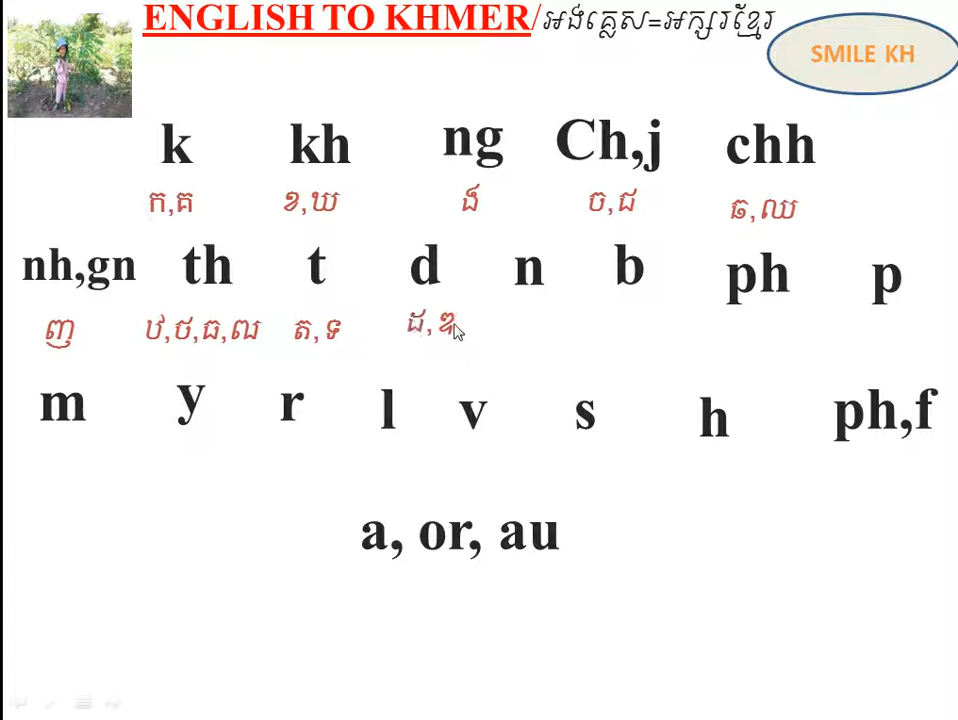 ENGLISH TO KHMER/អង់គ្លេស=អក្សរខ្មែរ
SMILE KH
k kh ng Ch,j chh
ក,គ ខ,ឃ ង ច,ជ ឆ,ឈ
nh,gn th t d n b ph p
ញ ឋ,ថ,ធ,ឍ ត,ទ ដ,ឌ
m y r l v s h ph,f
a, or, au